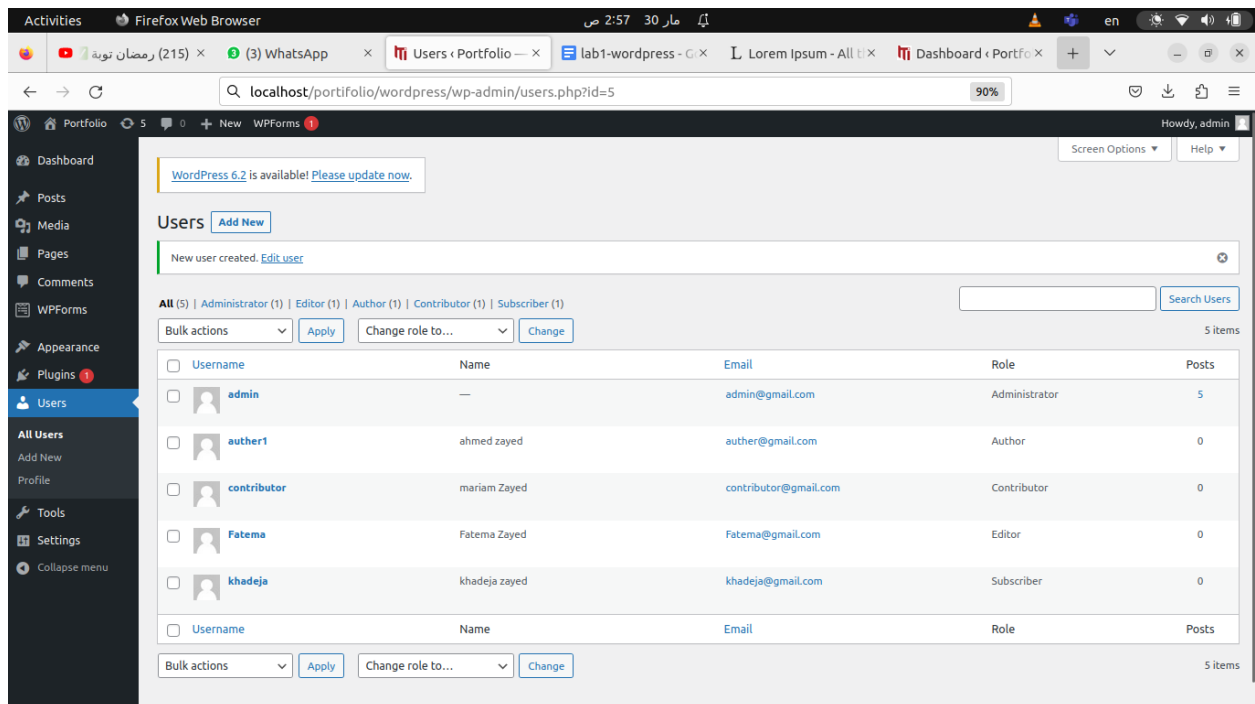 Activities Firefox Web Browser مار 30 2:57 ص en
(215) رمضان توبة × (3) WhatsApp × Users ‹ Portfolio — × lab1-wordpress - G × Lorem Ipsum - All t × Dashboard ‹ Portfo × +
localhost/portifolio/wordpress/wp-admin/users.php?id=5 90%
Portfolio 5 0 + New WPForms 1 Howdy, admin
Screen Options ▼ Help ▼
Dashboard
Posts
Media
Pages
Comments
WPForms
Appearance
Plugins 1
Users
All Users
Add New
Profile
Tools
Settings
Collapse menu
WordPress 6.2 is available! Please update now.
Users Add New
New user created. Edit user
All (5) | Administrator (1) | Editor (1) | Author (1) | Contributor (1) | Subscriber (1)
Search Users
Bulk actions Apply Change role to... Change 5 items
Username Name Email Role Posts
admin — admin@gmail.com Administrator 5
auther1 ahmed zayed auther@gmail.com Author 0
contributor mariam Zayed contributor@gmail.com Contributor 0
Fatema Fatema Zayed Fatema@gmail.com Editor 0
khadeja khadeja zayed khadeja@gmail.com Subscriber 0
Username Name Email Role Posts
Bulk actions Apply Change role to... Change 5 items